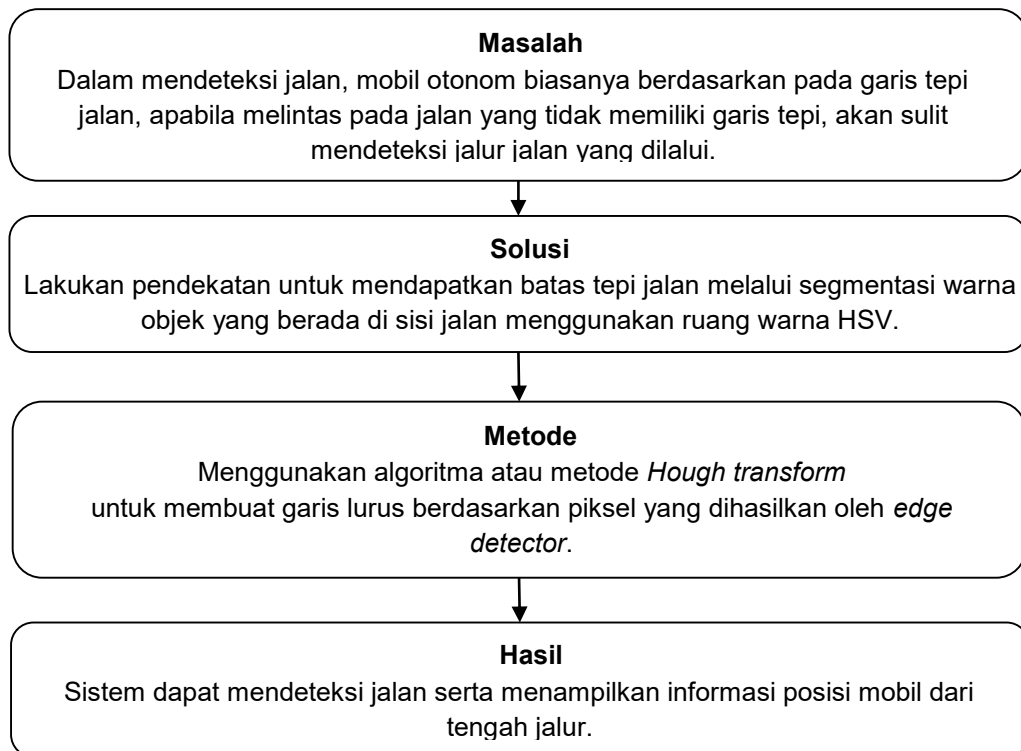 Masalah
Dalam mendeteksi jalan, mobil otonom biasanya berdasarkan pada garis tepi
jalan, apabila melintas pada jalan yang tidak memiliki garis tepi, akan sulit
mendeteksi jalur jalan yang dilalui.
Solusi
Lakukan pendekatan untuk mendapatkan batas tepi jalan melalui segmentasi warna
objek yang berada di sisi jalan menggunakan ruang warna HSV.
Metode
Menggunakan algoritma atau metode Hough transform
untuk membuat garis lurus berdasarkan piksel yang dihasilkan oleh edge
detector.
Hasil
Sistem dapat mendeteksi jalan serta menampilkan informasi posisi mobil dari
tengah jalur.